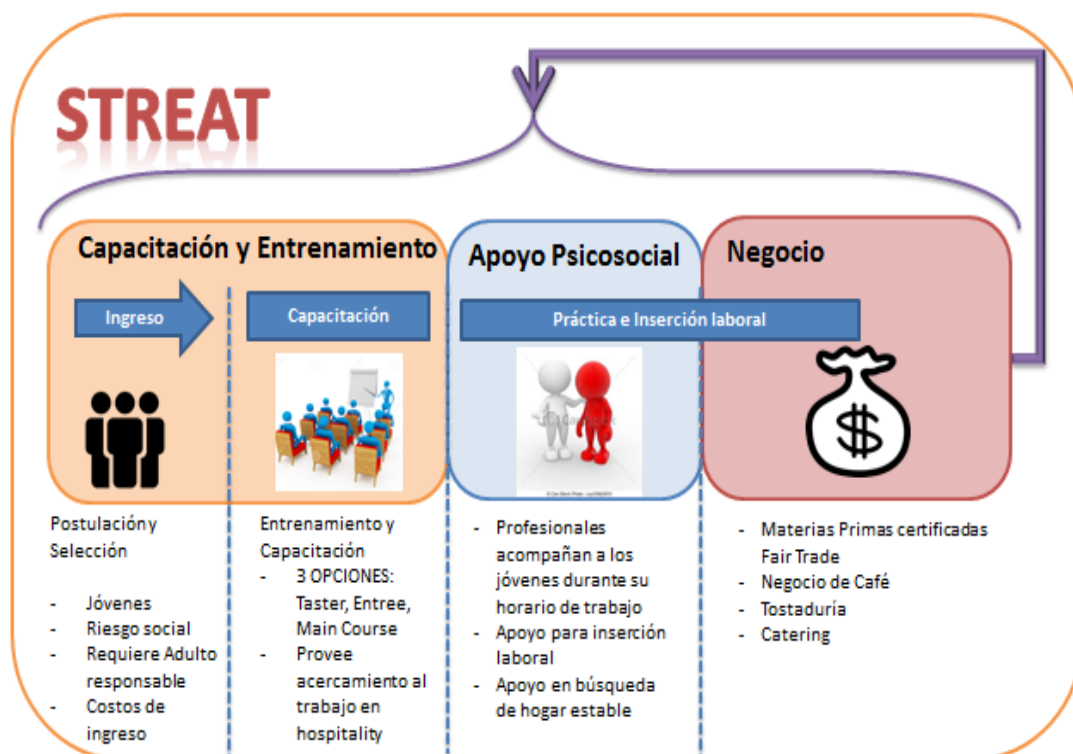 STREAT
Capacitación y Entrenamiento
Apoyo Psicosocial
Negocio
Ingreso
Capacitación
Práctica e Inserción laboral
Postulación y
Selección
- Jóvenes
- Riesgo social
- Requiere Adulto
responsable
- Costos de
ingreso
Entrenamiento y
Capacitación
- 3 OPCIONES:
Taster, Entree,
Main Course
- Provee
acercamiento al
trabajo en
hospitality
- Profesionales
acompañan a los
jóvenes durante su
horario de trabajo
- Apoyo para inserción
laboral
- Apoyo en búsqueda
de hogar estable
$
- Materias Primas certificadas
Fair Trade
- Negocio de Café
- Tostaduría
- Catering